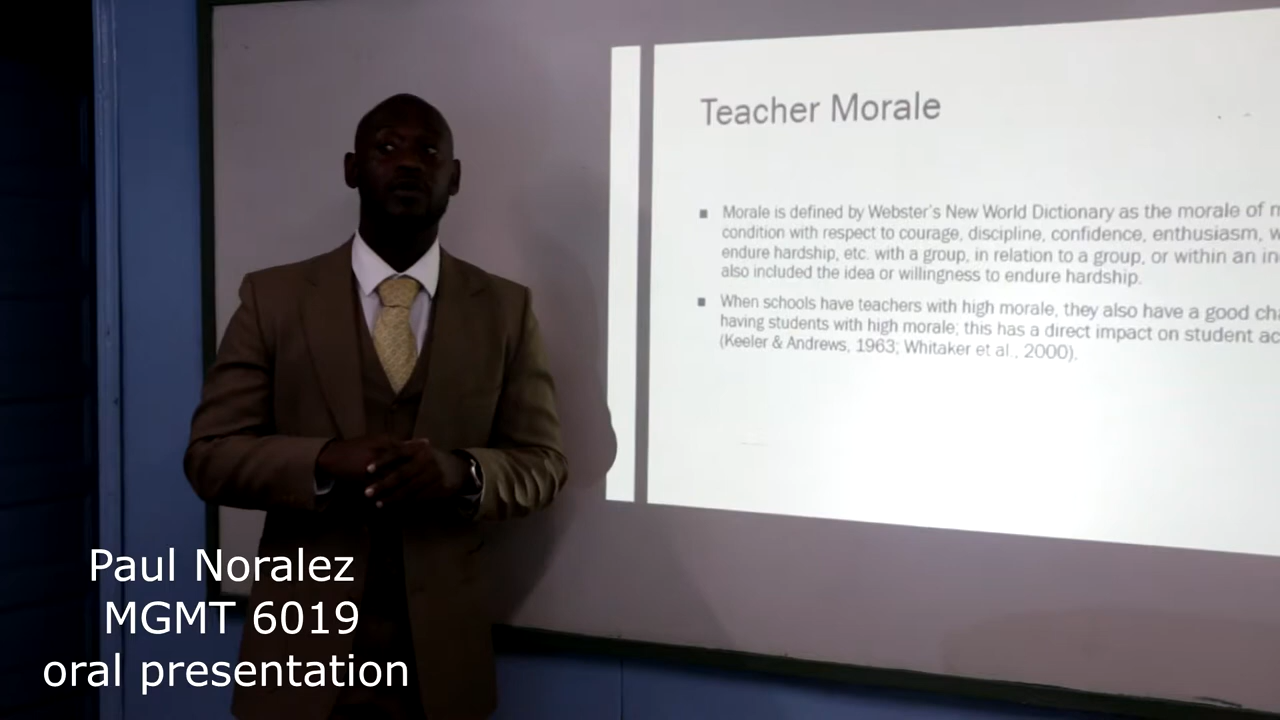 Teacher Morale
Morale is defined by Webster's New World Dictionary as the morale of
condition with respect to courage, discipline, confidence, enthusiasm,
endure hardship, etc. with a group, in relation to a group, or within an
also included the idea or willingness to endure hardship.
When schools have teachers with high morale, they also have a good
having students with high morale; this has a direct impact on student
(Keeler & Andrews, 1963; Whitaker et al., 2000).
Paul Noralez
MGMT 6019
oral presentation